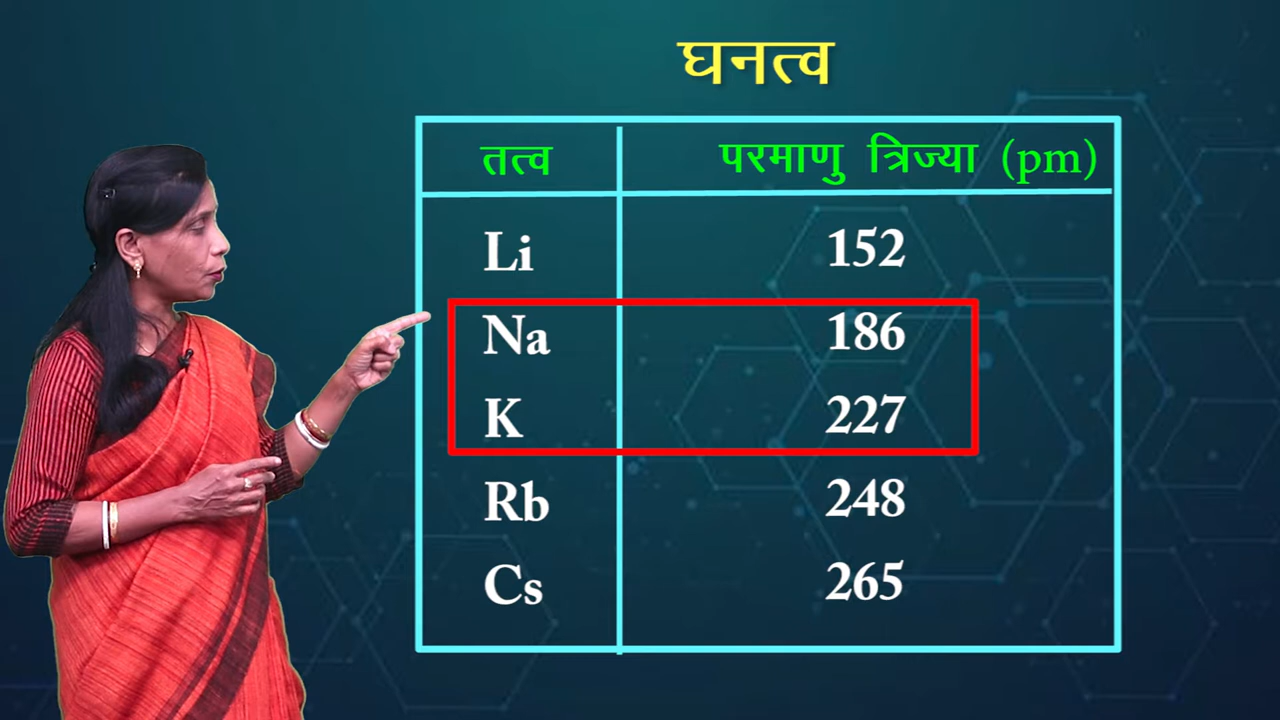 घनत्व
तत्व परमाणु त्रिज्या (pm)
Li 152
Na 186
K 227
Rb 248
Cs 265